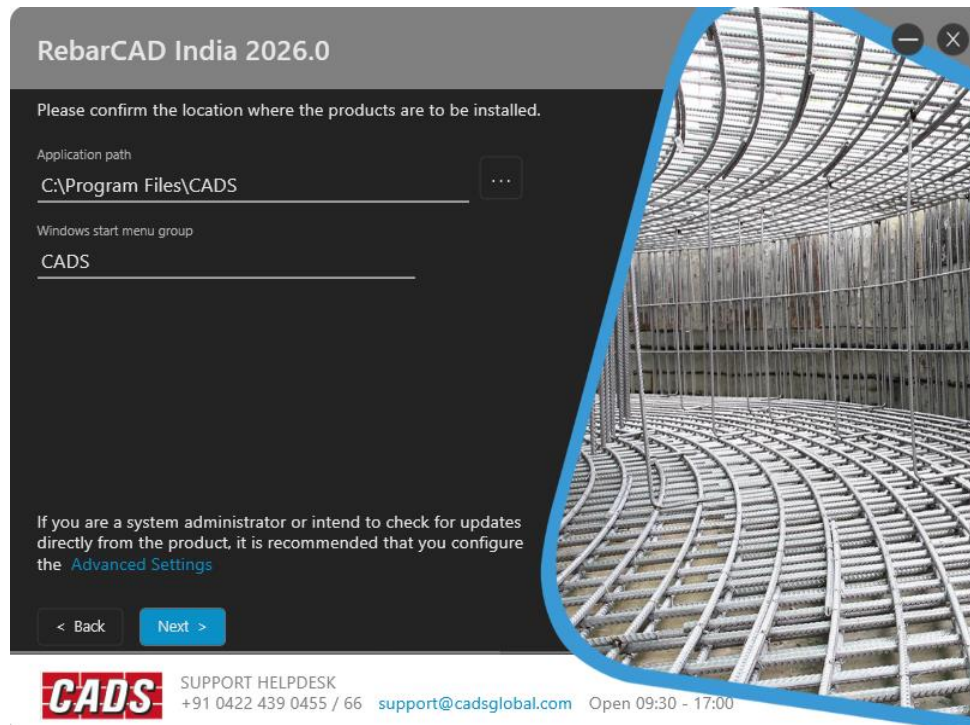 RebarCAD India 2026.0
Please confirm the location where the products are to be installed.
Application path
C:\Program Files\CADS
...
Windows start menu group
CADS
If you are a system administrator or intend to check for updates
directly from the product, it is recommended that you configure
the Advanced Settings
< Back
Next >
CADS
SUPPORT HELPDESK
+91 0422 439 0455 / 66 support@cadsglobal.com Open 09:30 - 17:00